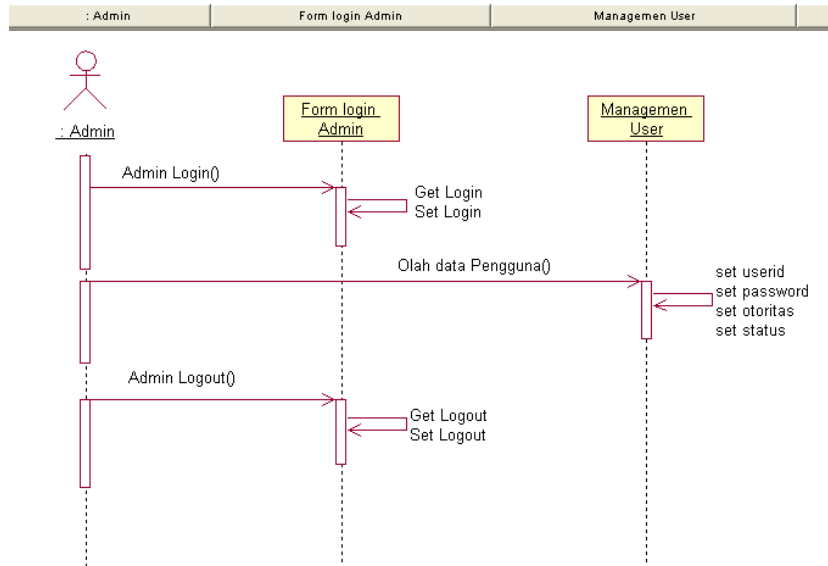 : Admin
Form login Admin
Managemen User
Form login
Admin
Managemen
User
: Admin
Admin Login()
Get Login
Set Login
Olah data Pengguna()
set userid
set password
set otoritas
set status
Admin Logout()
Get Logout
Set Logout